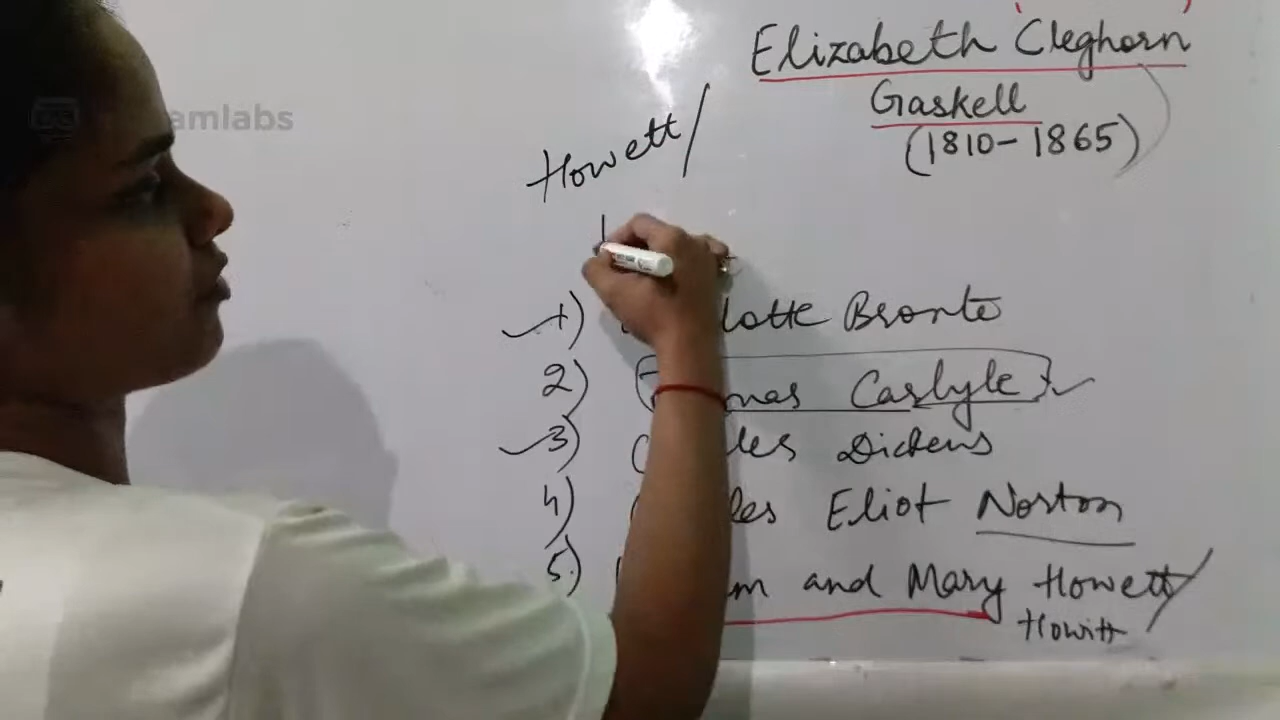 amlabs
Elizabeth Cleghorn
Gaskell
(1810-1865)
Howett/
1) lotte Bronte
2) mas Carlyle
3) les Dickens
4) les Eliot Norton
5) m and Mary Howett/
Howitt